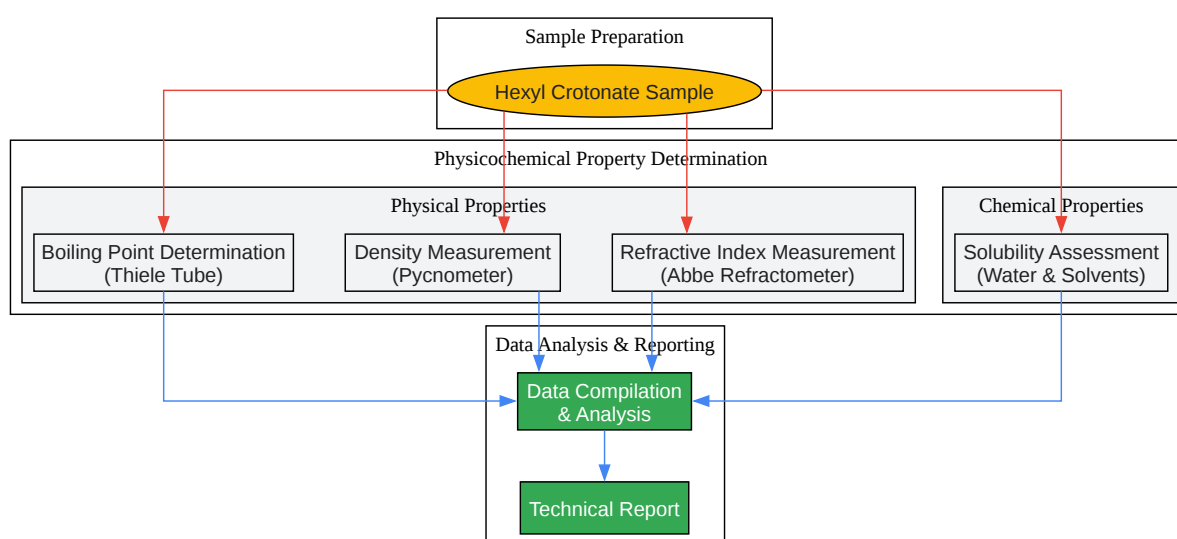 Sample Preparation
Hexyl Crotonate Sample
Physicochemical Property Determination
Physical Properties
Chemical Properties
Boiling Point Determination
(Thiele Tube)
Density Measurement
(Pycnometer)
Refractive Index Measurement
(Abbe Refractometer)
Solubility Assessment
(Water & Solvents)
Data Analysis & Reporting
Data Compilation
& Analysis
Technical Report